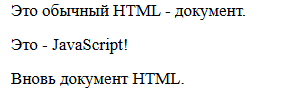 Это обычный HTML - документ.
Это - JavaScript!
Вновь документ HTML.